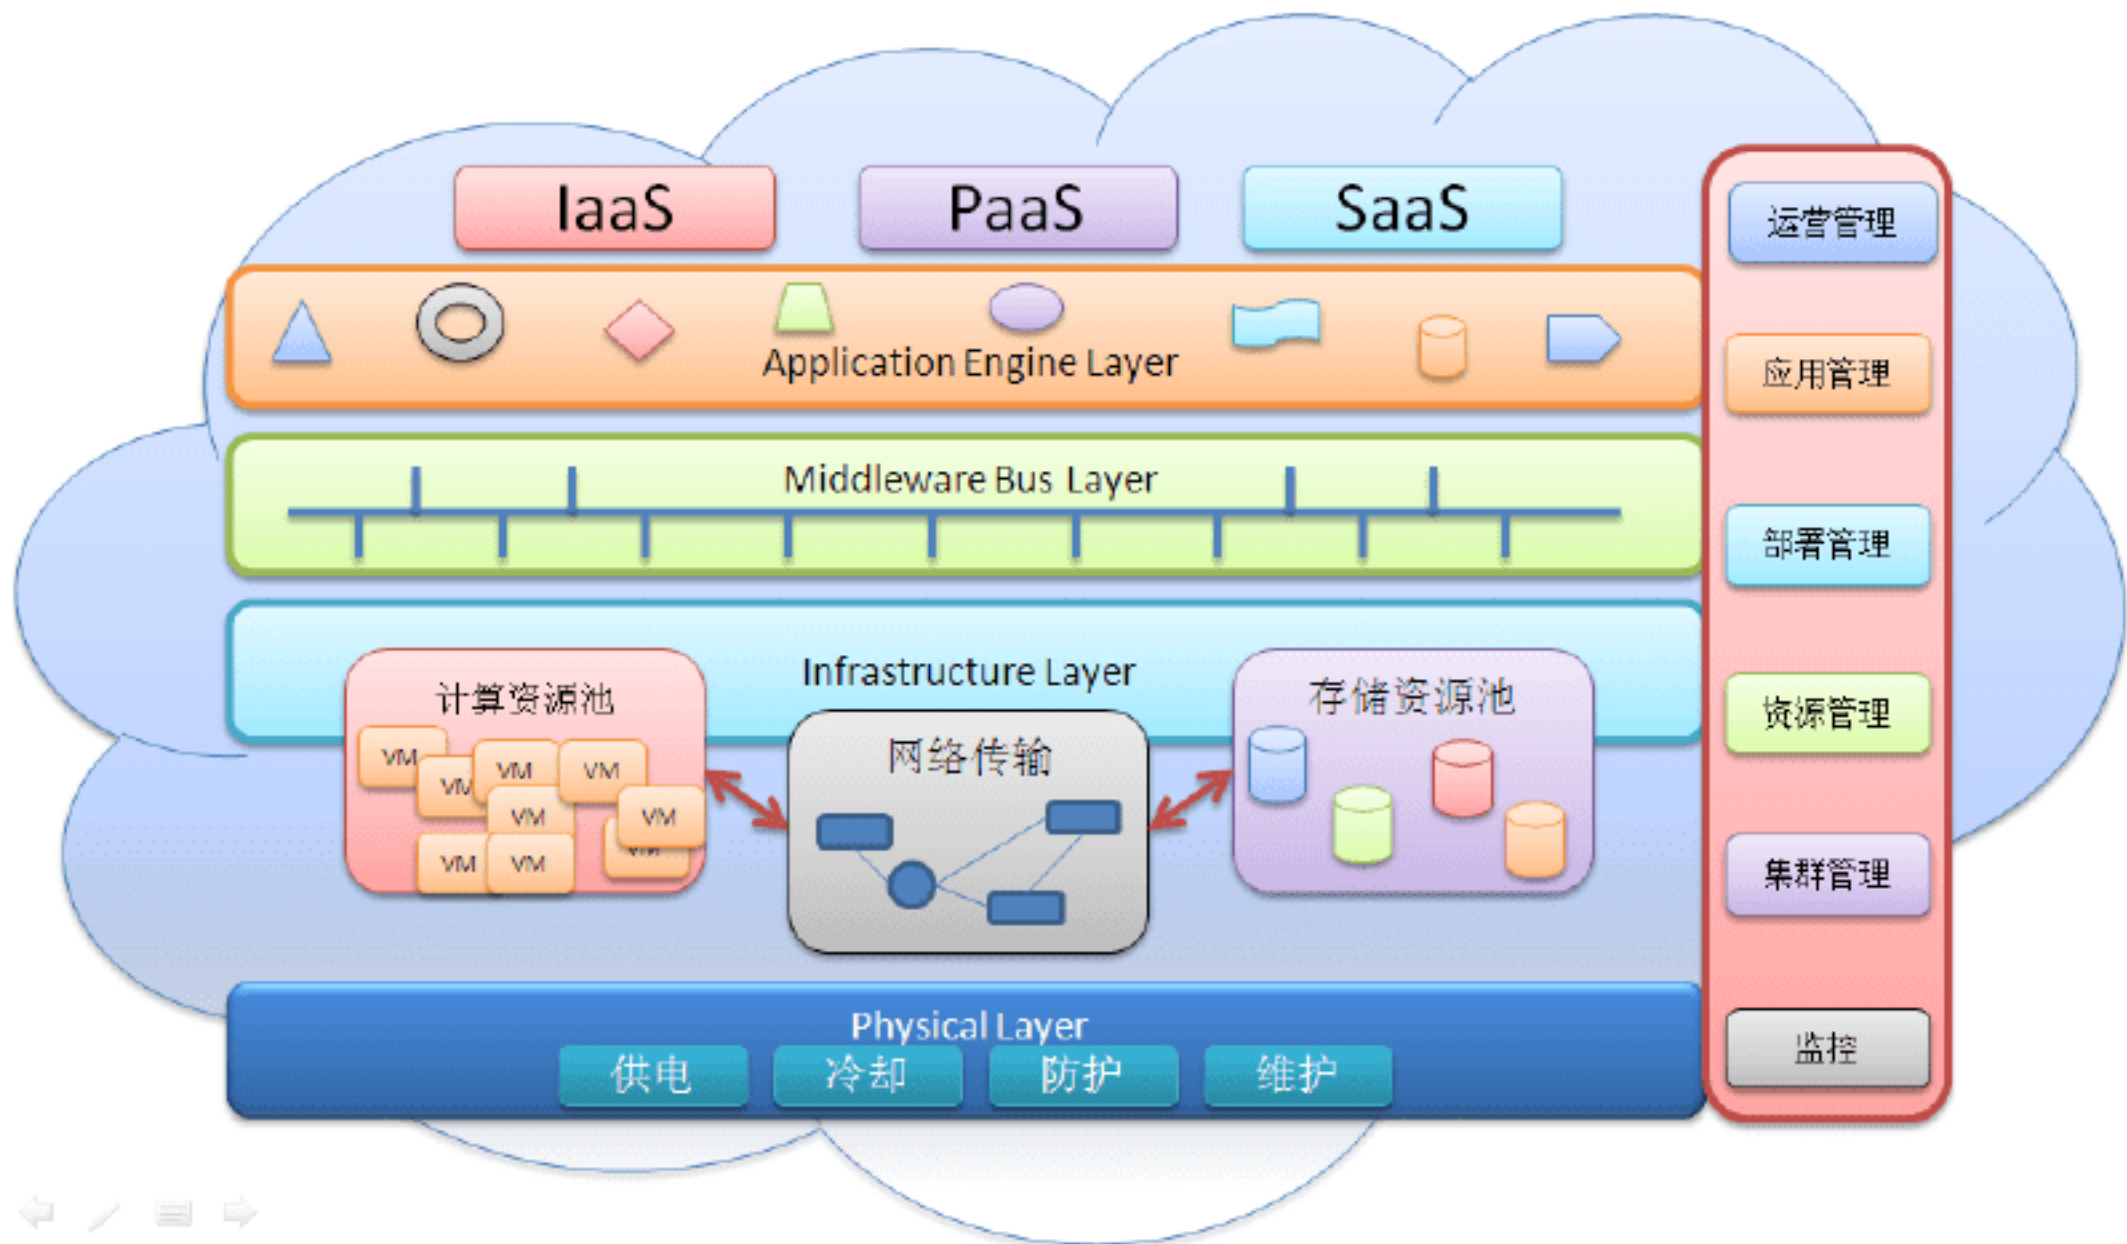 IaaS
PaaS
SaaS
Application Engine Layer
Middleware Bus Layer
Infrastructure Layer
计算资源池
VM
VM
VM
VM
VM
VM
VM
VM
VM
网络传输
存储资源池
Physical Layer
供电
冷却
防护
维护
运营管理
应用管理
部署管理
资源管理
集群管理
监控